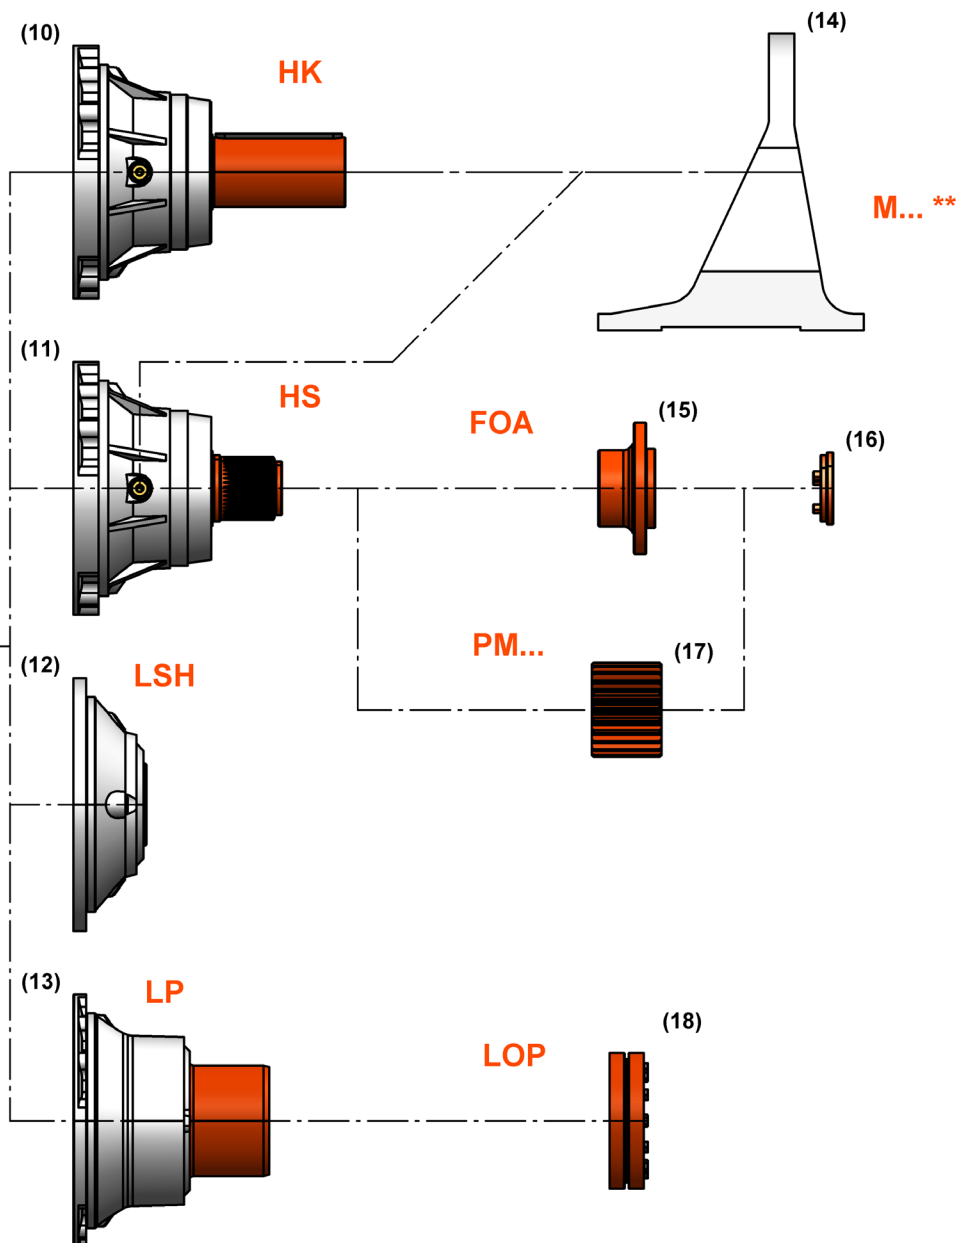 (10)
HK
(14)
M... **
(11)
HS
FOA
(15)
(16)
PM...
(17)
(12)
LSH
(13)
LP
LOP
(18)